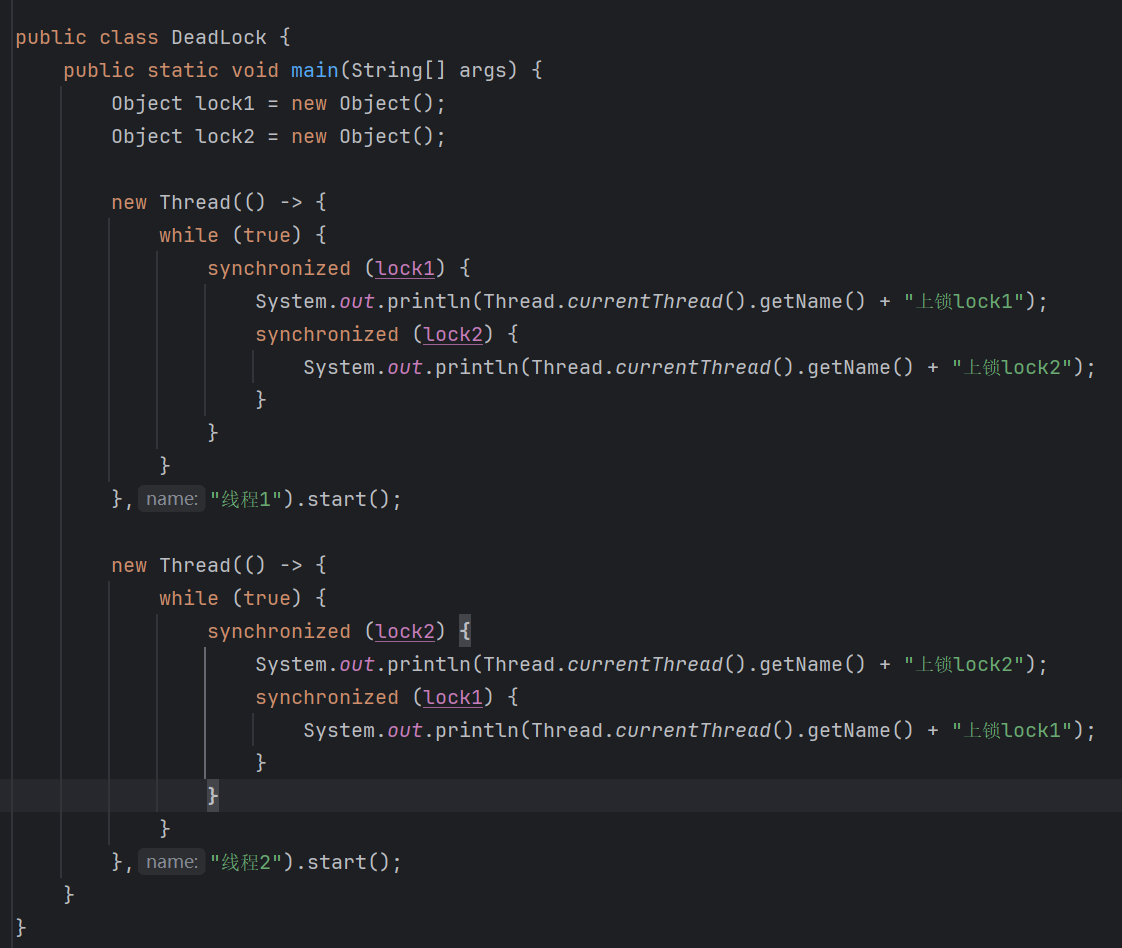 public class DeadLock {
public static void main(String[] args) {
Object lock1 = new Object();
Object lock2 = new Object();
new Thread(() -> {
while (true) {
synchronized (lock1) {
System.out.println(Thread.currentThread().getName() + "上锁lock1");
synchronized (lock2) {
System.out.println(Thread.currentThread().getName() + "上锁lock2");
}
}
}
}, name: "线程1").start();
new Thread(() -> {
while (true) {
synchronized (lock2) {
System.out.println(Thread.currentThread().getName() + "上锁lock2");
synchronized (lock1) {
System.out.println(Thread.currentThread().getName() + "上锁lock1");
}
}
}
}, name: "线程2").start();
}
}